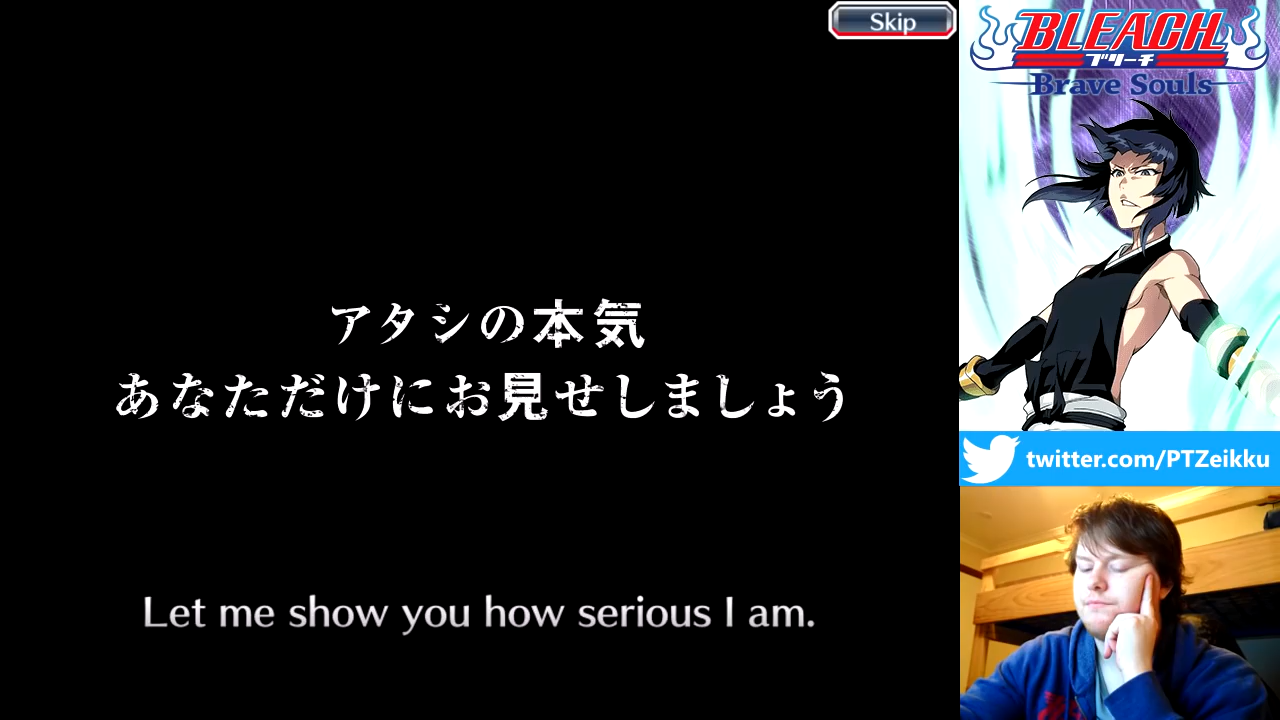 Skip
アタシの本気
あなただけにお見せしましょう
Let me show you how serious I am.
BLEACH
ブリーチ
Brave Souls
twitter.com/PTZeikku